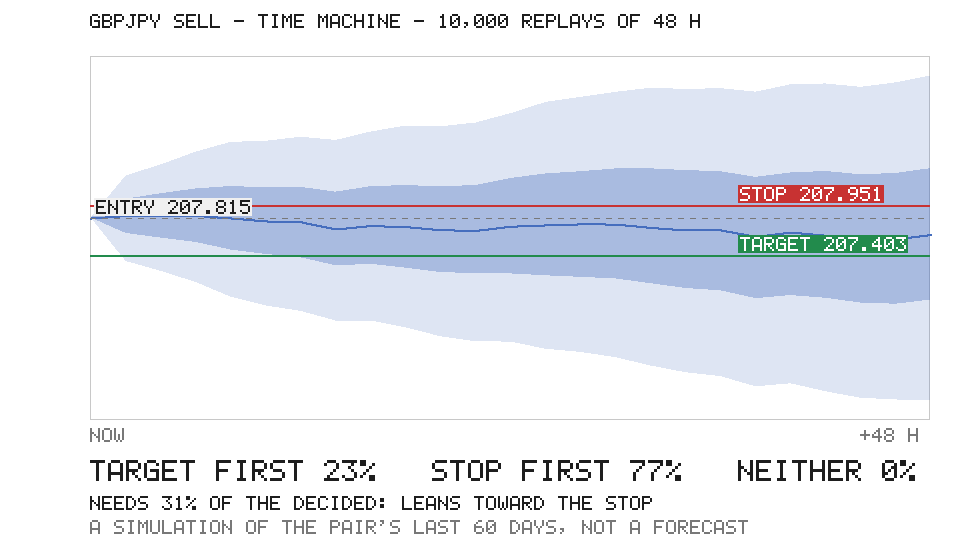 GBPJPY SELL – TIME MACHINE – 10,000 REPLAYS OF 48 H
STOP 207.951
ENTRY 207.815
TARGET 207.403
NOW
+48 H
TARGET FIRST 23% STOP FIRST 77% NEITHER 0%
NEEDS 31% OF THE DECIDED: LEANS TOWARD THE STOP
A SIMULATION OF THE PAIR'S LAST 60 DAYS, NOT A FORECAST